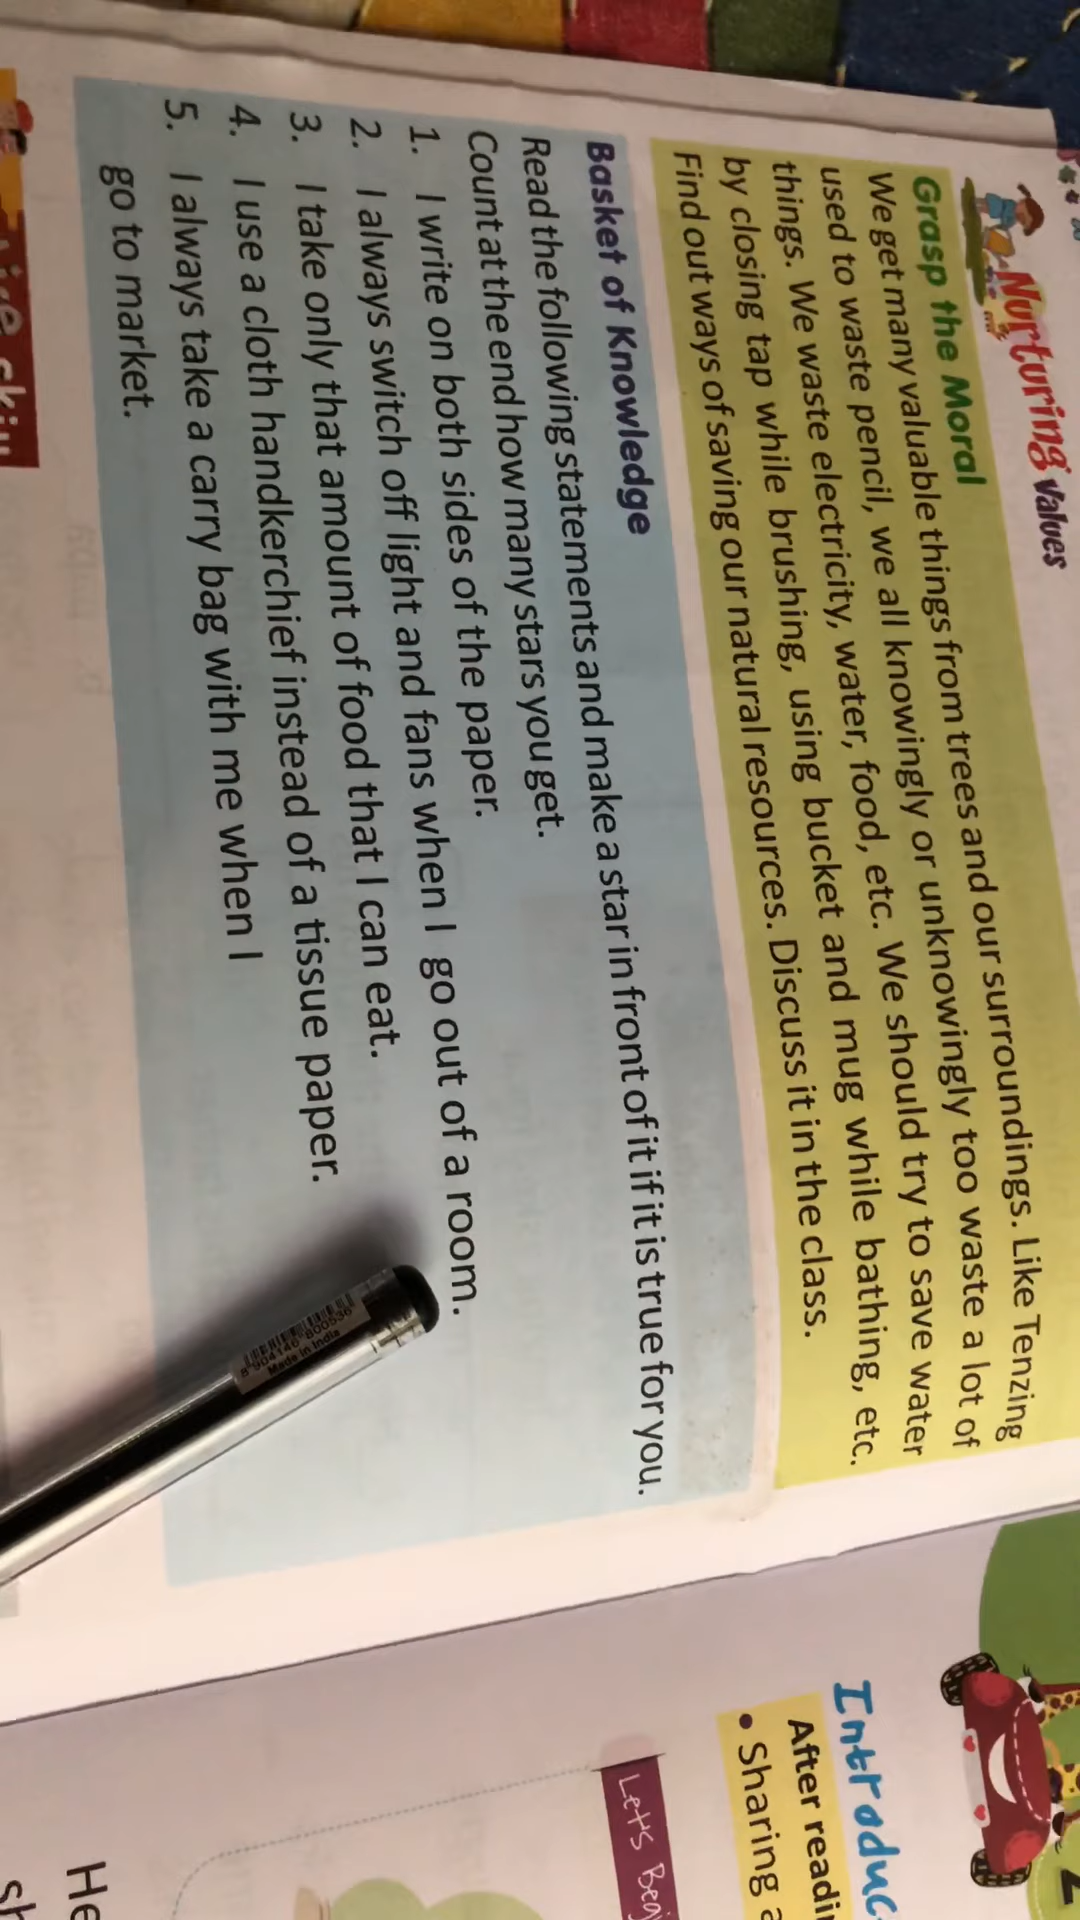 Nurturing values
Grasp the Moral
We get many valuable things from trees and our surroundings. Like Tenzing
used to waste pencil, we all knowingly or unknowingly too waste a lot of
things. We waste electricity, water, food, etc. We should try to save water
by closing tap while brushing, using bucket and mug while bathing, etc.
Find out ways of saving our natural resources. Discuss it in the class.
Basket of Knowledge
Read the following statements and make a star in front of it if it is true for you.
Count at the end how many stars you get.
1. I write on both sides of the paper.
2. I always switch off light and fans when I go out of a room.
3. I take only that amount of food that I can eat.
4. I use a cloth handkerchief instead of a tissue paper.
5. I always take a carry bag with me when I
go to market.
8 904146 800536
Made in India
Introduc
After readi
• Sharing a
Let's Beg
He
sh